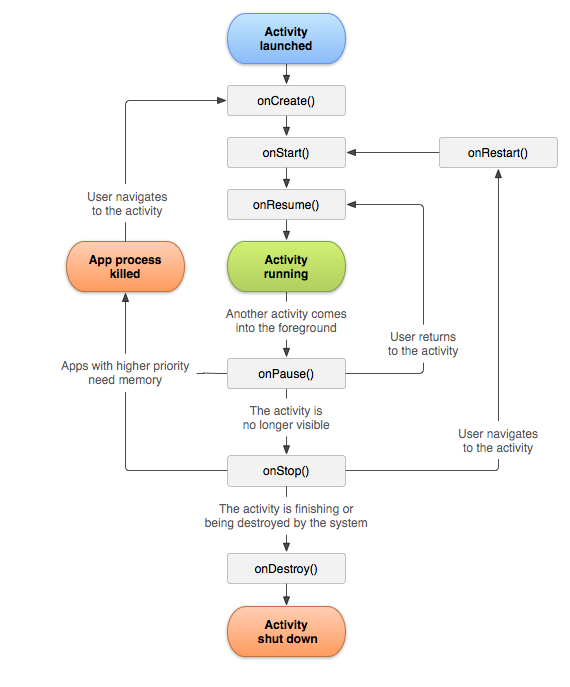 Activity
launched
onCreate()
onStart()
onRestart()
User navigates
to the activity
onResume()
App process
killed
Activity
running
Another activity comes
into the foreground
User returns
to the activity
Apps with higher priority
need memory
onPause()
The activity is
no longer visible
User navigates
to the activity
onStop()
The activity is finishing or
being destroyed by the system
onDestroy()
Activity
shut down